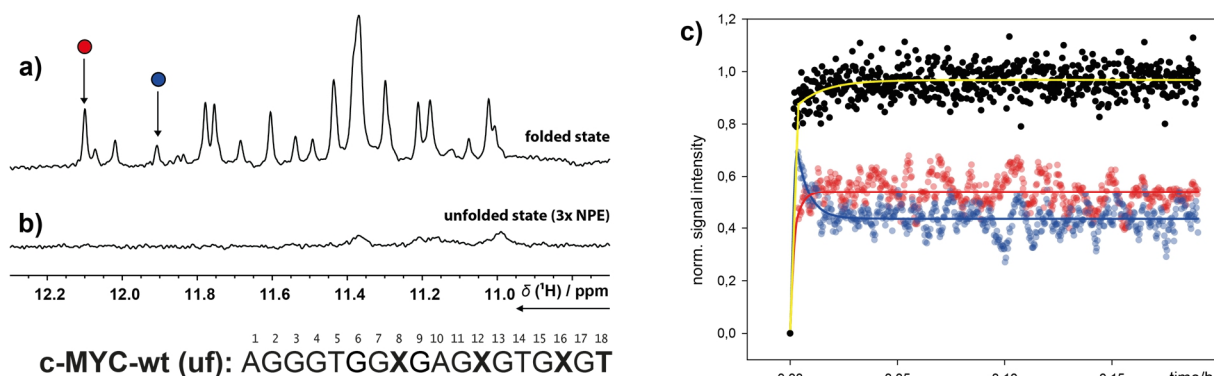 a)
folded state
b)
unfolded state (3x NPE)
12.2 12.0 11.8 11.6 11.4 11.2 11.0 δ (¹H) / ppm
1 2 3 4 5 6 7 8 9 10 11 12 13 14 15 16 17 18
c-MYC-wt (uf): AGGGTGGXGAGXGTGXGT
c)
norm. signal intensity
1,2
1,0
0,8
0,6
0,4
0,2
0,0